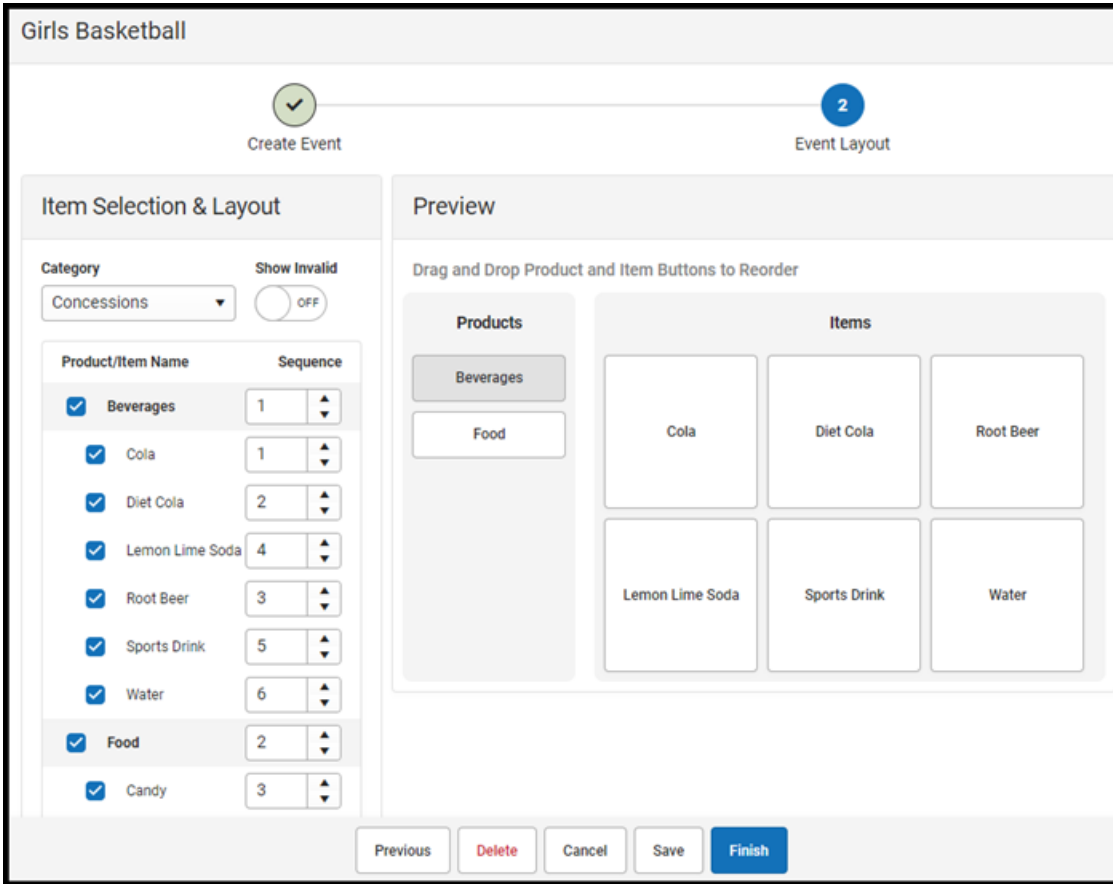 Girls Basketball
2
Create Event
Event Layout
Item Selection & Layout
Category
Show Invalid
Concessions
OFF
Product/Item Name
Sequence
Beverages
1
Cola
1
Diet Cola
2
Lemon Lime Soda
4
Root Beer
3
Sports Drink
5
Water
6
Food
2
Candy
3
Preview
Drag and Drop Product and Item Buttons to Reorder
Products
Beverages
Food
Items
Cola
Diet Cola
Root Beer
Lemon Lime Soda
Sports Drink
Water
Previous
Delete
Cancel
Save
Finish